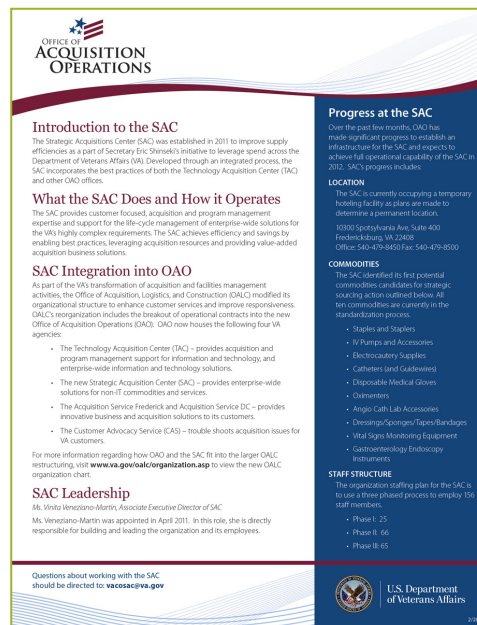 OFFICE OF
ACQUISITION
OPERATIONS
Introduction to the SAC
The Strategic Acquisitions Center (SAC) was established in 2011 to improve supply
efficiencies as a part of Secretary Eric Shinseki's initiative to leverage spend across the
Department of Veterans Affairs (VA). Developed through an integrated process, the
SAC incorporates the best practices of both the Technology Acquisition Center (TAC)
and other OAO offices.
What the SAC Does and How it Operates
The SAC provides customer focused, acquisition and program management
expertise and support for the life-cycle management of enterprise-wide solutions for
the VA's highly complex requirements. The SAC achieves efficiency and savings by
enabling best practices, leveraging acquisition resources and providing value-added
acquisition business solutions.
SAC Integration into OAO
As part of the VA's transformation of acquisition and facilities management
activities, the Office of Acquisition, Logistics, and Construction (OALC) modified its
organizational structure to enhance customer services and improve responsiveness.
OALC's reorganization includes the breakout of operational contracts into the new
Office of Acquisition Operations (OAO). OAO now houses the following four VA
agencies:
• The Technology Acquisition Center (TAC) – provides acquisition and
program management support for information and technology, and
enterprise-wide information and technology solutions.
• The new Strategic Acquisition Center (SAC) – provides enterprise-wide
solutions for non-IT commodities and services.
• The Acquisition Service Frederick and Acquisition Service DC – provides
innovative business and acquisition solutions to its customers.
• The Customer Advocacy Service (CAS) – trouble shoots acquisition issues for
VA customers.
For more information regarding how OAO and the SAC fit into the larger OALC
restructuring, visit www.va.gov/oalc/organization.asp to view the new OALC
organization chart.
SAC Leadership
Ms. Vinita Veneziano-Martin, Associate Executive Director of SAC
Ms. Veneziano-Martin was appointed in April 2011. In this role, she is directly
responsible for building and leading the organization and its employees.
Questions about working with the SAC
should be directed to: vacosac@va.gov
Progress at the SAC
Over the past few months, OAO has
made significant progress to establish an
infrastructure for the SAC and expects to
achieve full operational capability of the SAC in
2012. SAC's progress includes:
LOCATION
The SAC is currently occupying a temporary
hoteling facility as plans are made to
determine a permanent location.
10300 Spotsylvania Ave, Suite 400
Fredericksburg, VA 22408
Office: 540-479-8450 Fax: 540-479-8500
COMMODITIES
The SAC identified its first potential
commodities candidates for strategic
sourcing action outlined below. All
ten commodities are currently in the
standardization process.
• Staples and Staplers
• IV Pumps and Accessories
• Electrocautery Supplies
• Catheters (and Guidewires)
• Disposable Medical Gloves
• Oximenters
• Angio Cath Lab Accessories
• Dressings/Sponges/Tapes/Bandages
• Vital Signs Monitoring Equipment
• Gastroenterology Endoscopy
Instruments
STAFF STRUCTURE
The organization staffing plan for the SAC is
to use a three phased process to employ 156
staff members.
• Phase I: 25
• Phase II: 66
• Phase III: 65
U.S. Department
of Veterans Affairs